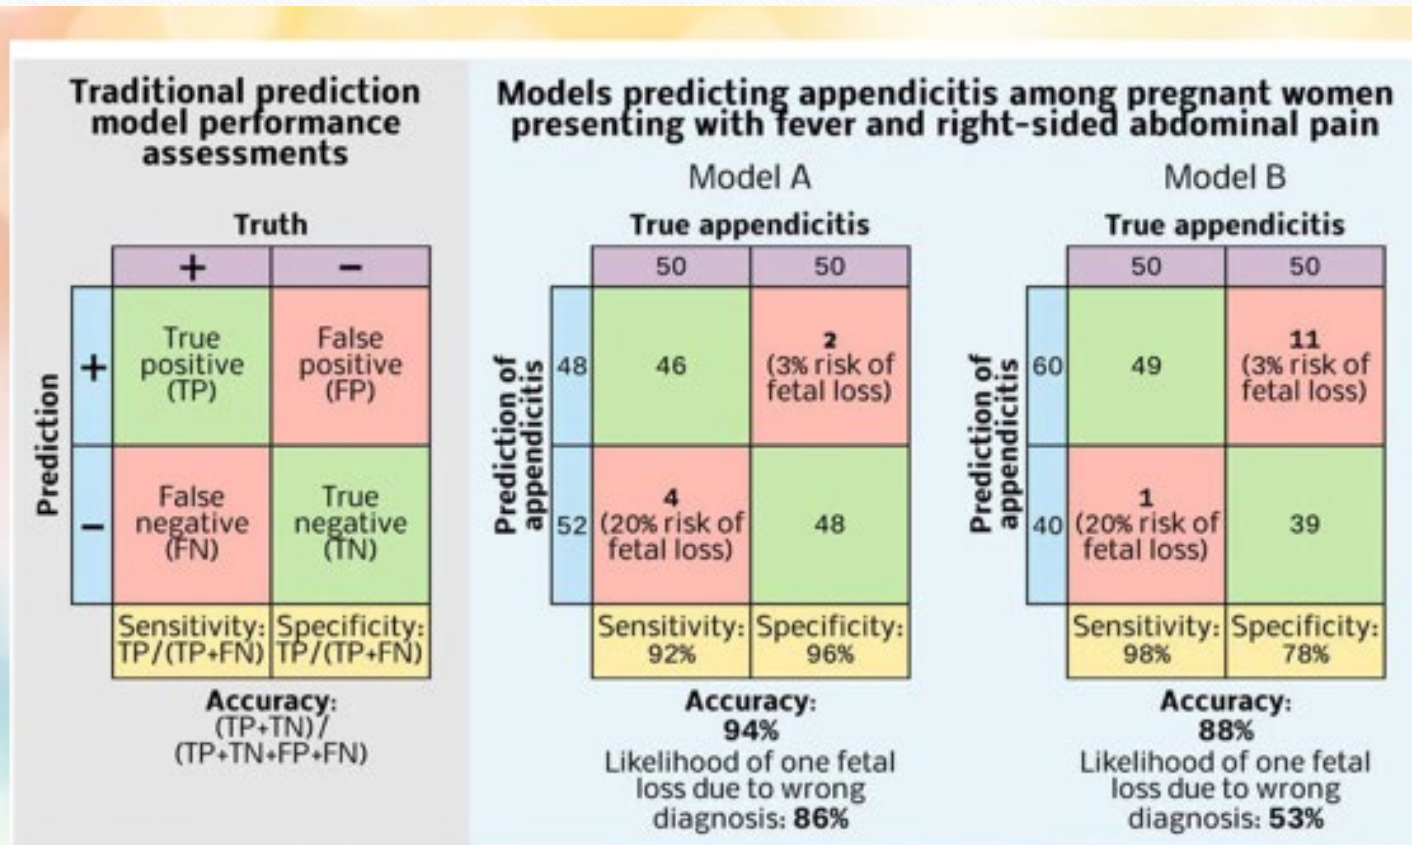 Traditional prediction
model performance
assessments
Truth
+ −
Prediction
+
True
positive
(TP)
False
positive
(FP)
−
False
negative
(FN)
True
negative
(TN)
Sensitivity:
TP/(TP+FN)
Specificity:
TP/(TP+FN)
Accuracy:
(TP+TN)/
(TP+TN+FP+FN)
Models predicting appendicitis among pregnant women
presenting with fever and right-sided abdominal pain
Model A
True appendicitis
50 50
Prediction of
appendicitis
48
46
2
(3% risk of
fetal loss)
52
4
(20% risk of
fetal loss)
48
Sensitivity:
92%
Specificity:
96%
Accuracy:
94%
Likelihood of one fetal
loss due to wrong
diagnosis: 86%
Model B
True appendicitis
50 50
Prediction of
appendicitis
60
49
11
(3% risk of
fetal loss)
40
1
(20% risk of
fetal loss)
39
Sensitivity:
98%
Specificity:
78%
Accuracy:
88%
Likelihood of one fetal
loss due to wrong
diagnosis: 53%